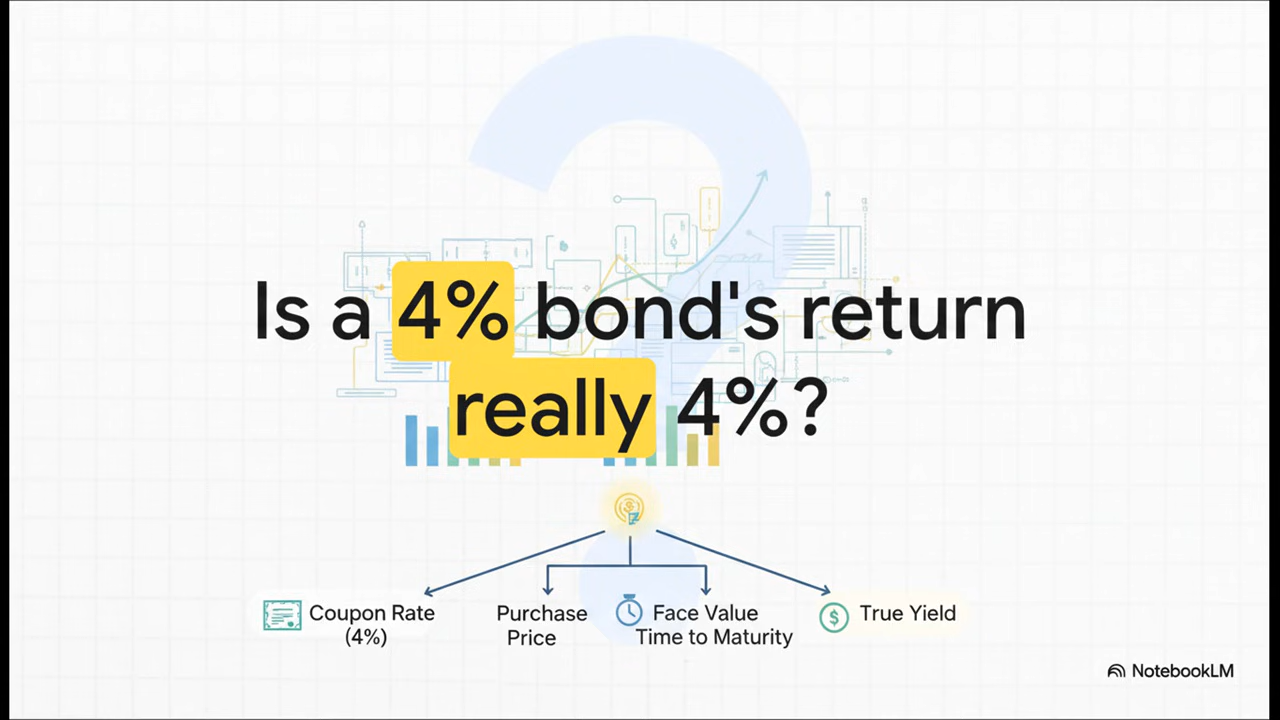 Is a 4% bond's return
really 4%?
Coupon Rate
(4%)
Purchase
Price
Face Value
Time to Maturity
True Yield
NotebookLM